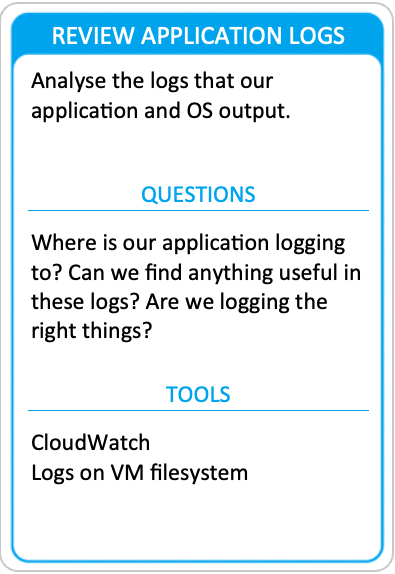 REVIEW APPLICATION LOGS
Analyse the logs that our
application and OS output.
QUESTIONS
Where is our application logging
to? Can we find anything useful in
these logs? Are we logging the
right things?
TOOLS
CloudWatch
Logs on VM filesystem